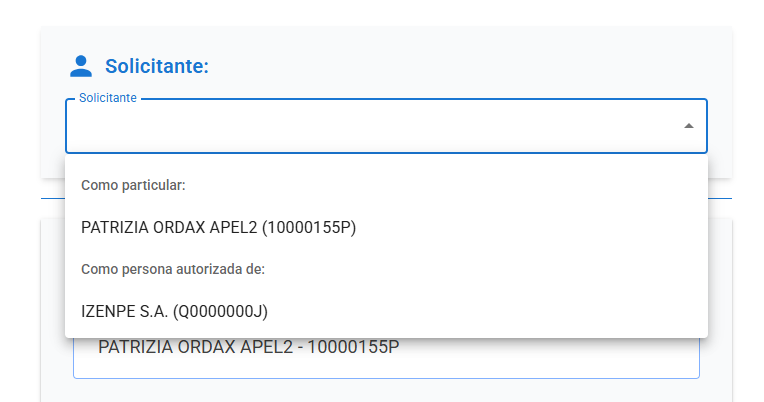 Solicitante:
Solicitante
Como particular:
PATRIZIA ORDAX APEL2 (10000155P)
Como persona autorizada de:
IZENPE S.A. (Q0000000J)
PATRIZIA ORDAX APEL2 - 10000155P